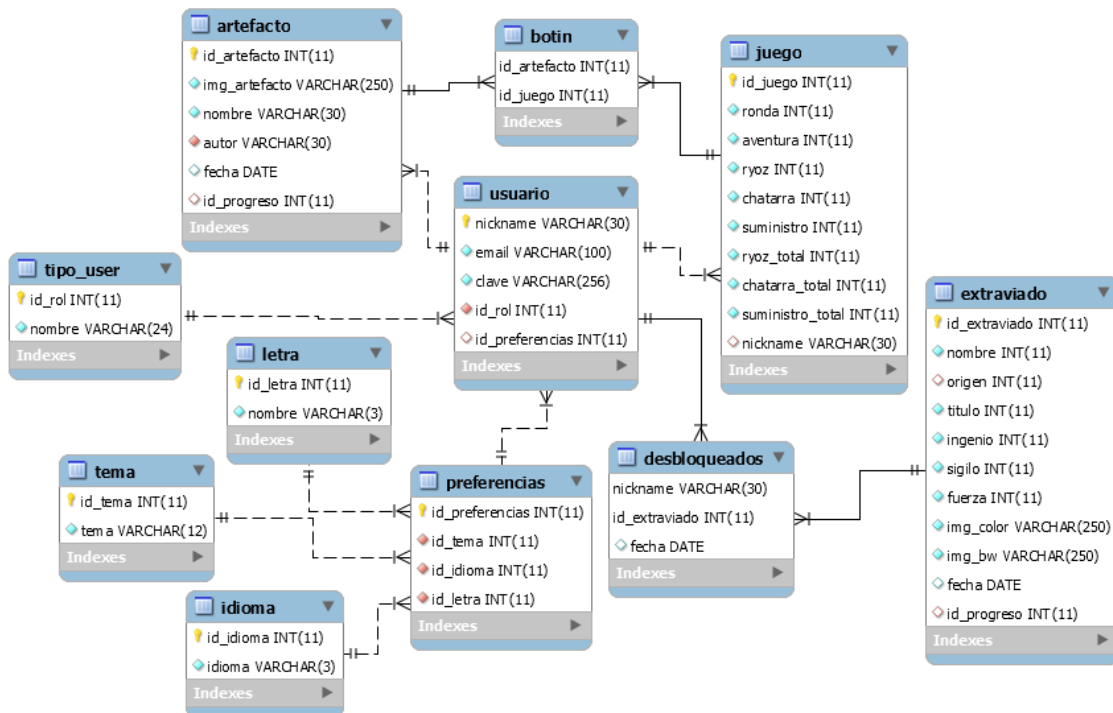 artefacto
id_artefacto INT(11)
img_artefacto VARCHAR(250)
nombre VARCHAR(30)
autor VARCHAR(30)
fecha DATE
id_progreso INT(11)
Indexes
botin
id_artefacto INT(11)
id_juego INT(11)
Indexes
juego
id_juego INT(11)
ronda INT(11)
aventura INT(11)
ryoz INT(11)
chatarra INT(11)
suministro INT(11)
ryoz_total INT(11)
chatarra_total INT(11)
suministro_total INT(11)
nickname VARCHAR(30)
Indexes
usuario
nickname VARCHAR(30)
email VARCHAR(100)
clave VARCHAR(256)
id_rol INT(11)
id_preferencias INT(11)
Indexes
tipo_user
id_rol INT(11)
nombre VARCHAR(24)
Indexes
extraviado
id_extraviado INT(11)
nombre INT(11)
origen INT(11)
titulo INT(11)
ingenio INT(11)
sigilo INT(11)
fuerza INT(11)
img_color VARCHAR(250)
img_bw VARCHAR(250)
fecha DATE
id_progreso INT(11)
Indexes
letra
id_letra INT(11)
nombre VARCHAR(3)
Indexes
tema
id_tema INT(11)
tema VARCHAR(12)
Indexes
preferencias
id_preferencias INT(11)
id_tema INT(11)
id_idioma INT(11)
id_letra INT(11)
Indexes
desbloqueados
nickname VARCHAR(30)
id_extraviado INT(11)
fecha DATE
Indexes
idioma
id_idioma INT(11)
idioma VARCHAR(3)
Indexes